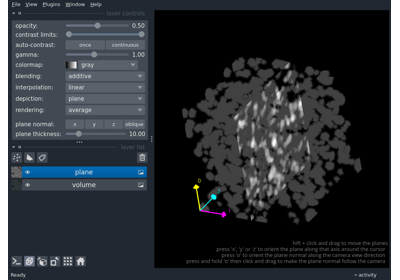 File View Plugins Window Help
layer controls
opacity: 0.50
contrast limits:
auto-contrast: once continuous
gamma: 1.00
colormap: gray
blending: additive
interpolation: linear
depiction: plane
rendering: average
plane normal: x y z oblique
plane thickness: 10.00
layer list
plane
volume
0
shift + click and drag to move the planes
press 'x', 'y' or 'z' to orient the plane along that axis around the cursor
press 'o' to orient the plane normal along the camera view direction
press and hold 'o' then click and drag to make the plane normal follow the camera
Ready
activity